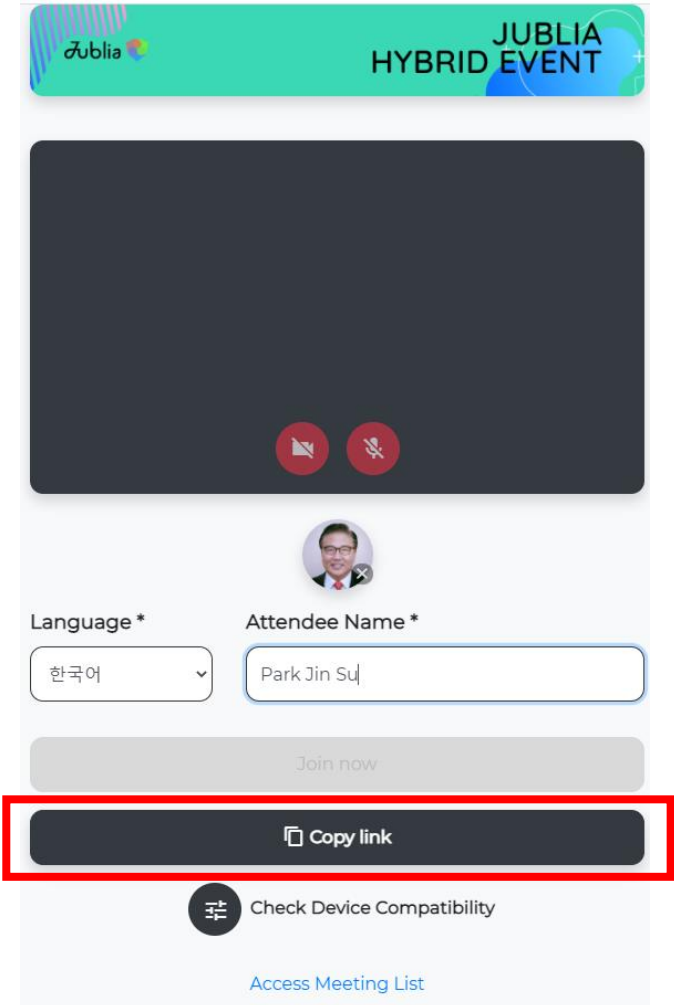 Jublia
JUBLIA
HYBRID EVENT
Language * Attendee Name *
한국어 Park Jin Su
Join now
Copy link
Check Device Compatibility
Access Meeting List